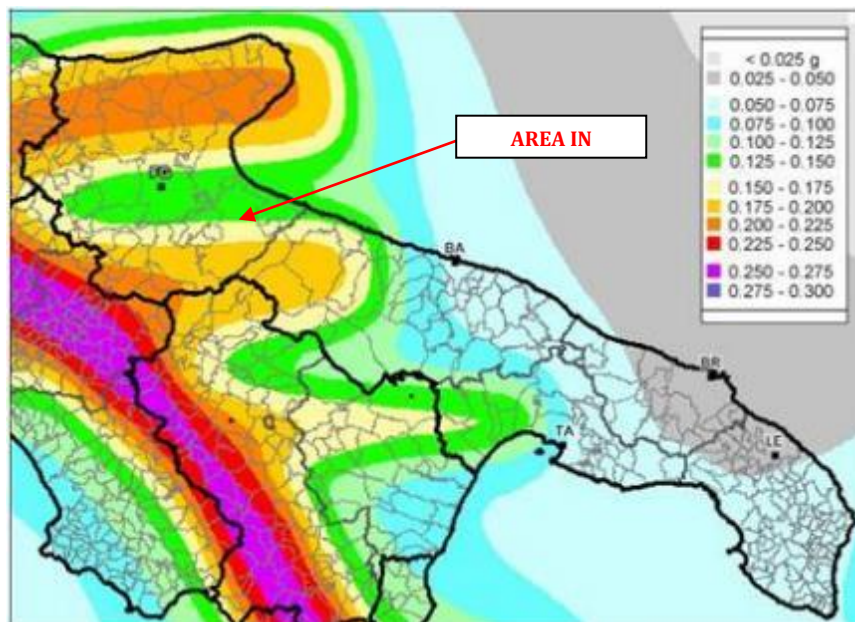 AREA IN
< 0.025 g
0.025 - 0.050
0.050 - 0.075
0.075 - 0.100
0.100 - 0.125
0.125 - 0.150
0.150 - 0.175
0.175 - 0.200
0.200 - 0.225
0.225 - 0.250
0.250 - 0.275
0.275 - 0.300
BA
BR
TA
LE